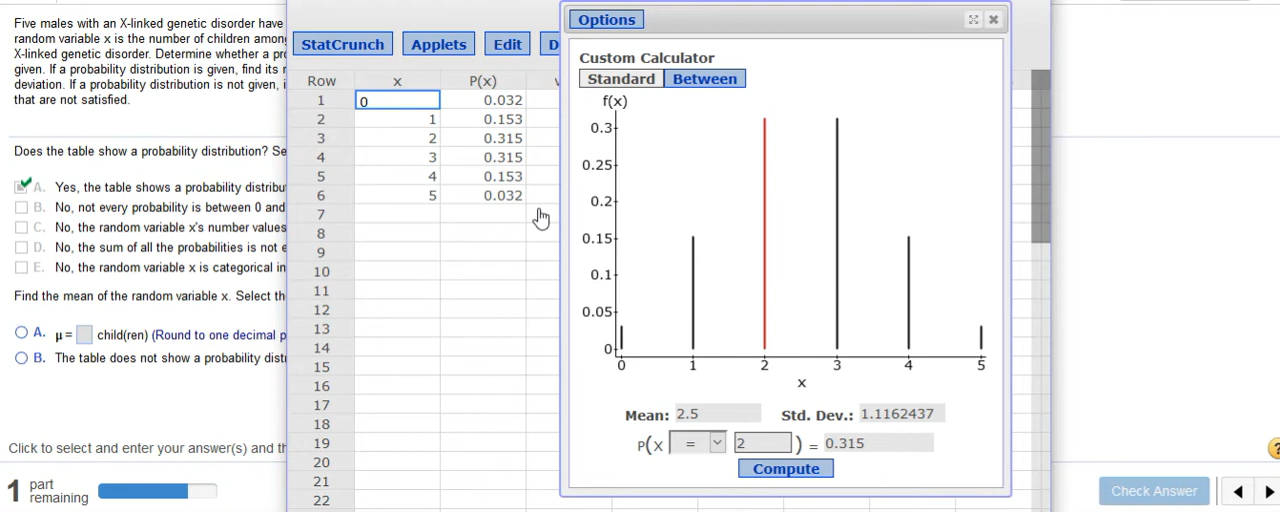 Five males with an X-linked genetic disorder have
random variable x is the number of children among
X-linked genetic disorder. Determine whether a pro
given. If a probability distribution is given, find its m
deviation. If a probability distribution is not given, i
that are not satisfied.
Does the table show a probability distribution? Se
A. Yes, the table shows a probability distribu
B. No, not every probability is between 0 and
C. No, the random variable x's number values
D. No, the sum of all the probabilities is not e
E. No, the random variable x is categorical in
Find the mean of the random variable x. Select the
A. μ = child(ren) (Round to one decimal p
B. The table does not show a probability distr
Click to select and enter your answer(s) and th
1 part remaining
StatCrunch Applets Edit D
Row x P(x) v
1 0 0.032
2 1 0.153
3 2 0.315
4 3 0.315
5 4 0.153
6 5 0.032
7
8
9
10
11
12
13
14
15
16
17
18
19
20
21
22
Options
Custom Calculator
Standard Between
f(x)
0.3
0.25
0.2
0.15
0.1
0.05
0
0 1 2 3 4 5
x
Mean: 2.5 Std. Dev.: 1.1162437
P(x = 2 ) = 0.315
Compute
?
Check Answer